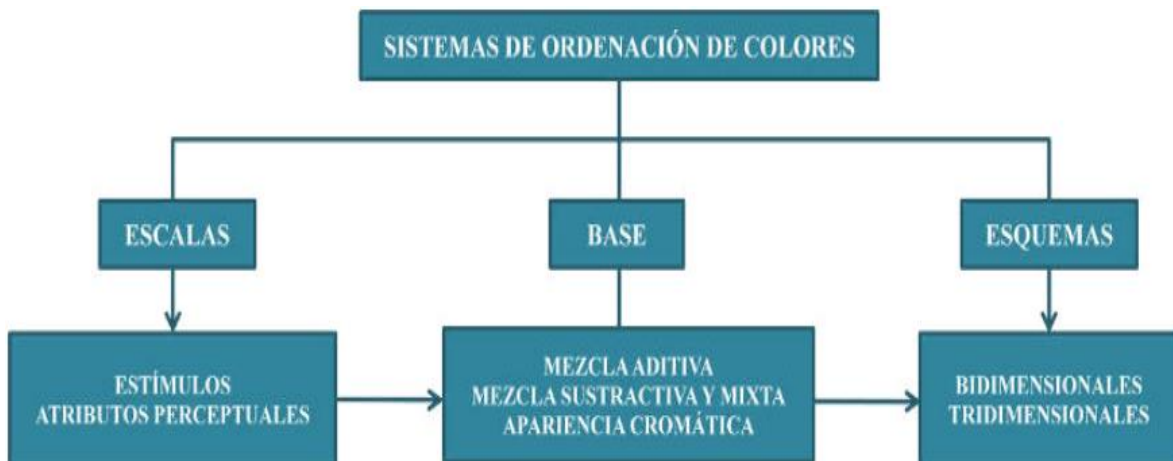 SISTEMAS DE ORDENACIÓN DE COLORES
ESCALAS
BASE
ESQUEMAS
ESTÍMULOS
ATRIBUTOS PERCEPTUALES
MEZCLA ADITIVA
MEZCLA SUSTRACTIVA Y MIXTA
APARIENCIA CROMÁTICA
BIDIMENSIONALES
TRIDIMENSIONALES